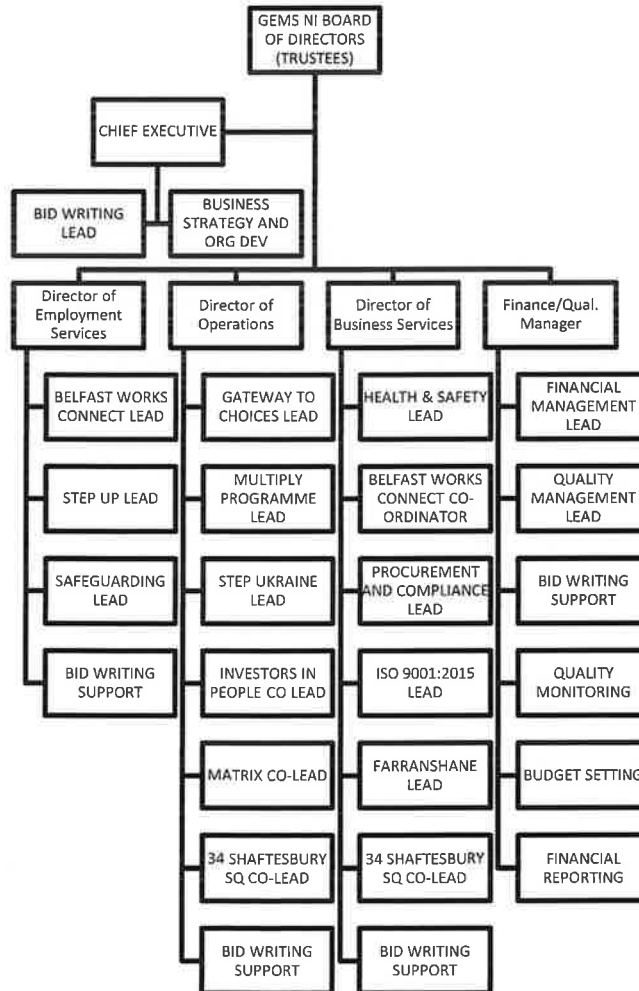 GEMS NI BOARD
OF DIRECTORS
(TRUSTEES)
CHIEF EXECUTIVE
BID WRITING
LEAD
BUSINESS
STRATEGY AND
ORG DEV
Director of
Employment
Services
Director of
Operations
Director of
Business Services
Finance/Qual.
Manager
BELFAST WORKS
CONNECT LEAD
STEP UP LEAD
SAFEGUARDING
LEAD
BID WRITING
SUPPORT
GATEWAY TO
CHOICES LEAD
MULTIPLY
PROGRAMME
LEAD
STEP UKRAINE
LEAD
INVESTORS IN
PEOPLE CO LEAD
MATRIX CO-LEAD
34 SHAFTESBURY
SQ CO-LEAD
BID WRITING
SUPPORT
HEALTH & SAFETY
LEAD
BELFAST WORKS
CONNECT CO-
ORDINATOR
PROCUREMENT
AND COMPLIANCE
LEAD
ISO 9001:2015
LEAD
FARRANSHANE
LEAD
34 SHAFTESBURY
SQ CO-LEAD
BID WRITING
SUPPORT
FINANCIAL
MANAGEMENT
LEAD
QUALITY
MANAGEMENT
LEAD
BID WRITING
SUPPORT
QUALITY
MONITORING
BUDGET SETTING
FINANCIAL
REPORTING